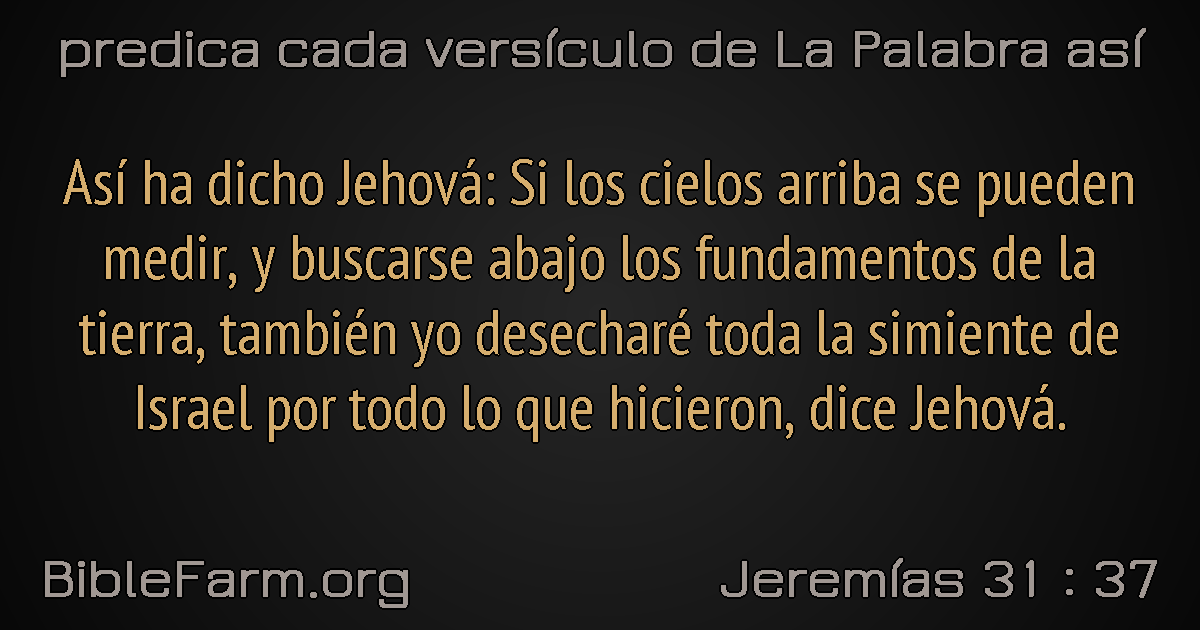 predica cada versículo de La Palabra así
Así ha dicho Jehová: Si los cielos arriba se pueden
medir, y buscarse abajo los fundamentos de la
tierra, también yo desecharé toda la simiente de
Israel por todo lo que hicieron, dice Jehová.
BibleFarm.org
Jeremías 31 : 37